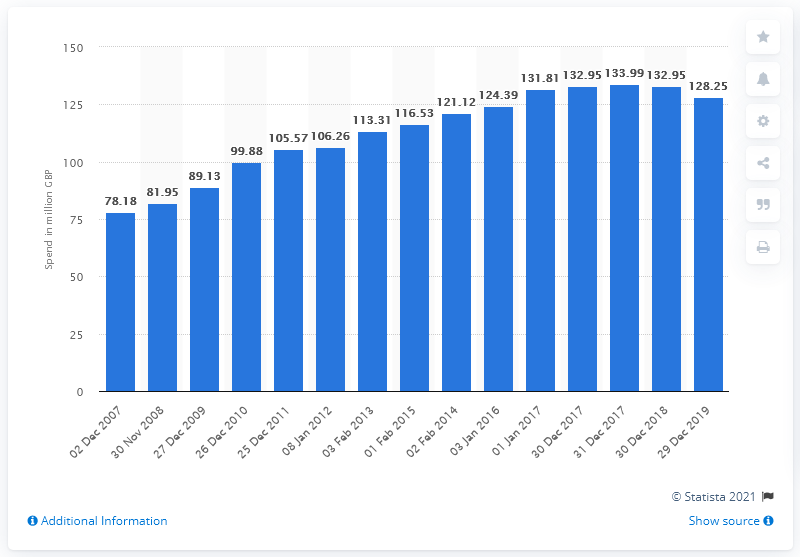 150
125
100
75
50
25
0
Spend in million GBP
78.18
81.95
89.13
99.88
105.57
106.26
113.31
116.53
121.12
124.39
131.81
132.95
133.99
132.95
128.25
02 Dec 2007
30 Nov 2008
27 Dec 2009
26 Dec 2010
25 Dec 2011
08 Jan 2012
03 Feb 2013
01 Feb 2015
02 Feb 2014
03 Jan 2016
01 Jan 2017
30 Dec 2017
31 Dec 2017
30 Dec 2018
29 Dec 2019
© Statista 2021
Additional Information
Show source